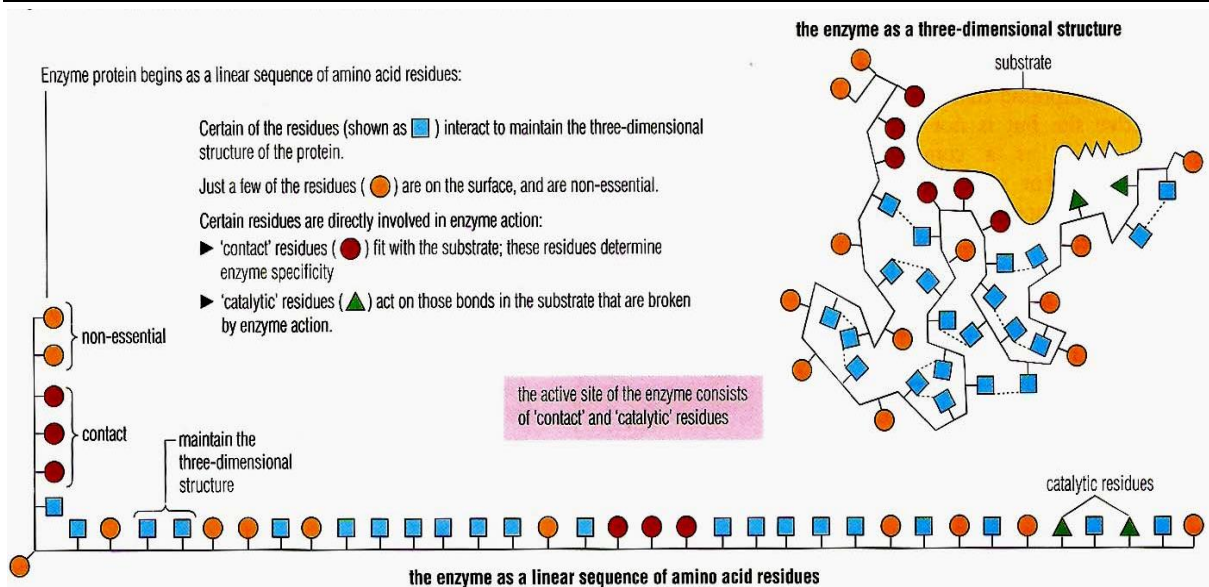 the enzyme as a three-dimensional structure
substrate
Enzyme protein begins as a linear sequence of amino acid residues:
Certain of the residues (shown as ) interact to maintain the three-dimensional
structure of the protein.
Just a few of the residues ( ) are on the surface, and are non-essential.
Certain residues are directly involved in enzyme action:
▶ 'contact' residues ( ) fit with the substrate; these residues determine
enzyme specificity
▶ 'catalytic' residues ( ) act on those bonds in the substrate that are broken
by enzyme action.
non-essential
the active site of the enzyme consists
of 'contact' and 'catalytic' residues
contact
maintain the
three-dimensional
structure
catalytic residues
the enzyme as a linear sequence of amino acid residues